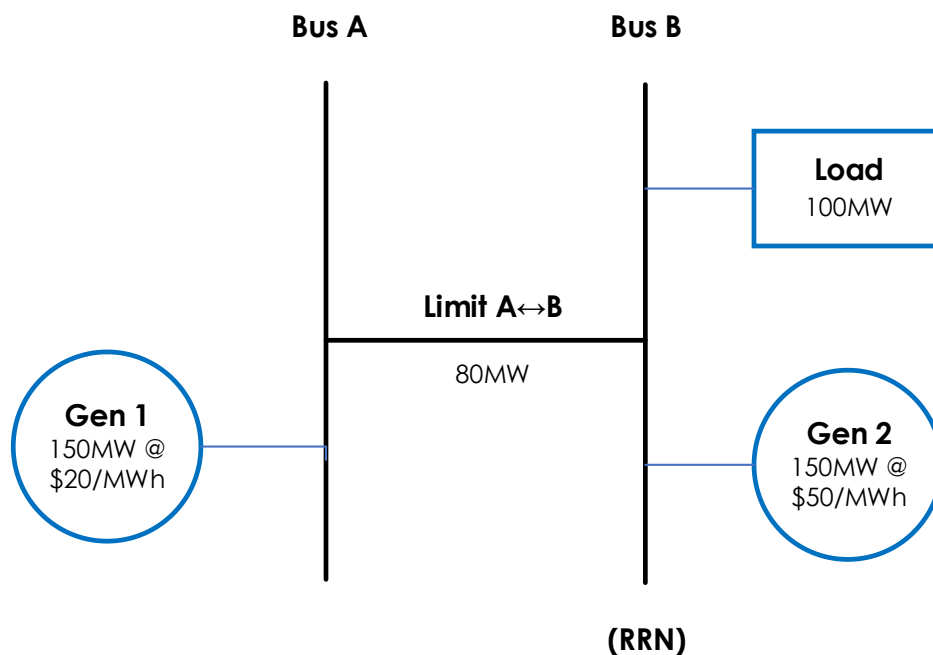 Bus A
Bus B
Load
100MW
Limit A↔B
80MW
Gen 1
150MW @
$20/MWh
Gen 2
150MW @
$50/MWh
(RRN)